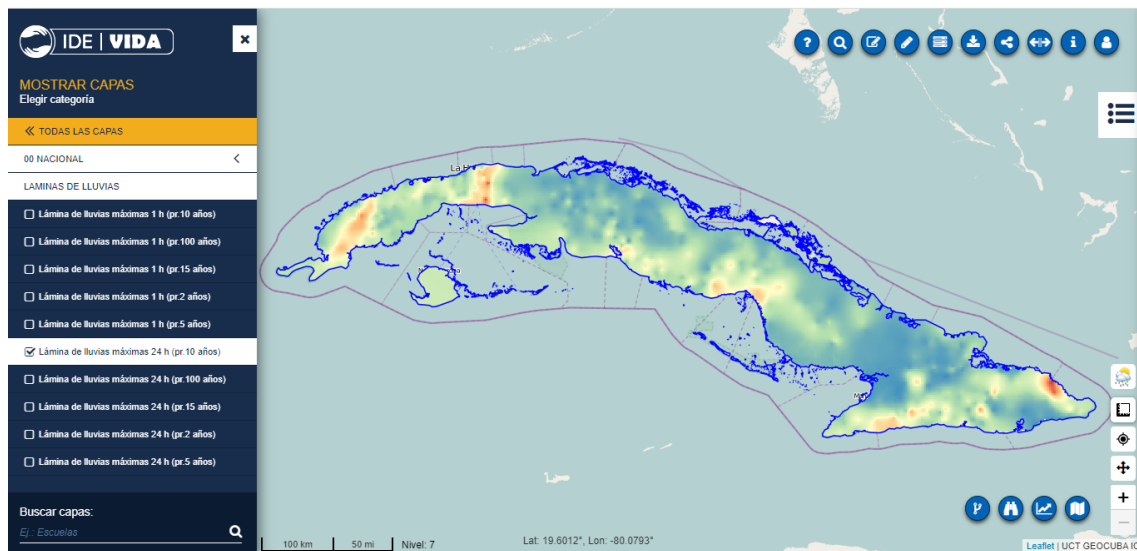 IDE | VIDA
MOSTRAR CAPAS
Elegir categoría
TODAS LAS CAPAS
00 NACIONAL
LAMINAS DE LLUVIAS
Lámina de lluvias máximas 1 h (pr.10 años)
Lámina de lluvias máximas 1 h (pr.100 años)
Lámina de lluvias máximas 1 h (pr.15 años)
Lámina de lluvias máximas 1 h (pr.2 años)
Lámina de lluvias máximas 1 h (pr.5 años)
Lámina de lluvias máximas 24 h (pr.10 años)
Lámina de lluvias máximas 24 h (pr.100 años)
Lámina de lluvias máximas 24 h (pr.15 años)
Lámina de lluvias máximas 24 h (pr.2 años)
Lámina de lluvias máximas 24 h (pr.5 años)
Buscar capas:
Ej.: Escuelas
La H
100 km
50 mi
Nivel: 7
Lat: 19.6012°, Lon: -80.0793°
Leaflet | UCT GEOCUBA IC